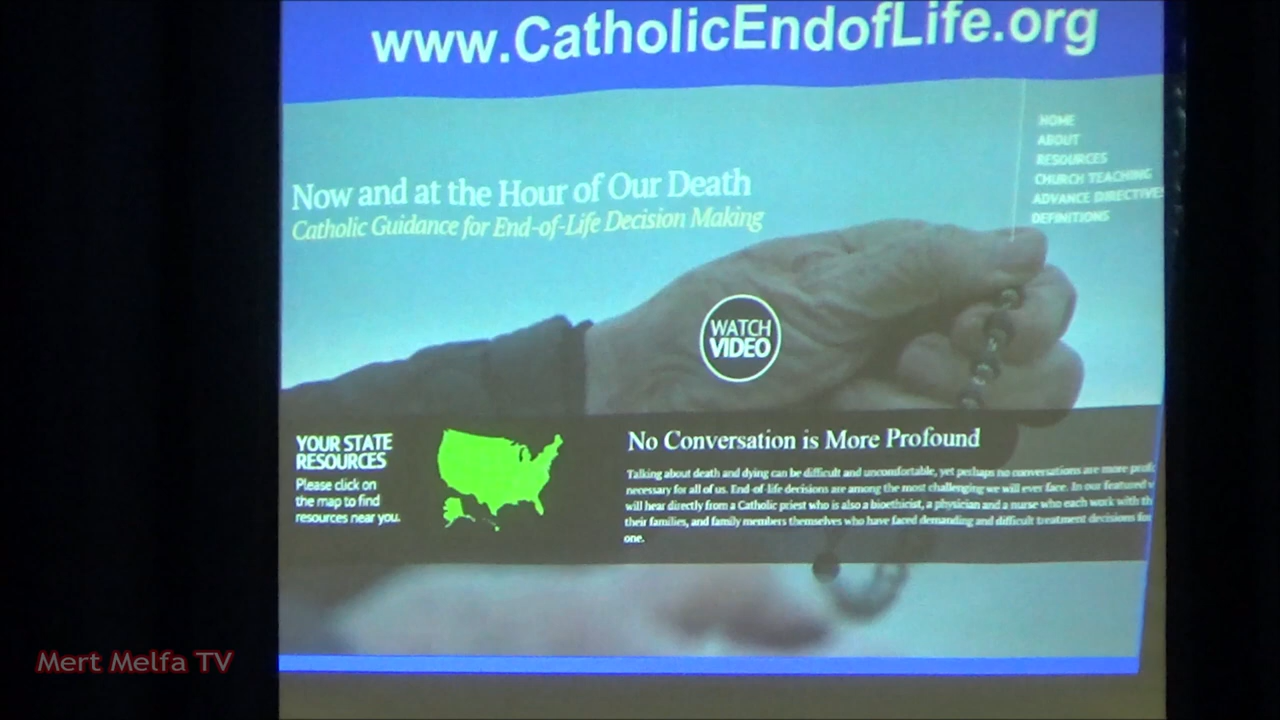 www.CatholicEndofLife.org
HOME
ABOUT
RESOURCES
CHURCH TEACHING
ADVANCE DIRECTIVES
DEFINITIONS
Now and at the Hour of Our Death
Catholic Guidance for End-of-Life Decision Making
WATCH
VIDEO
YOUR STATE
RESOURCES
Please click on
the map to find
resources near you.
No Conversation is More Profound
Talking about death and dying can be difficult and uncomfortable, yet perhaps no conversations are more
necessary for all of us. End-of-life decisions are among the most challenging we will ever face. In our featured
will hear directly from a Catholic priest who is also a bioethicist, a physician and a nurse who each work with
their families, and family members themselves who have faced demanding and difficult treatment decisions
one.
Mert Melfa TV